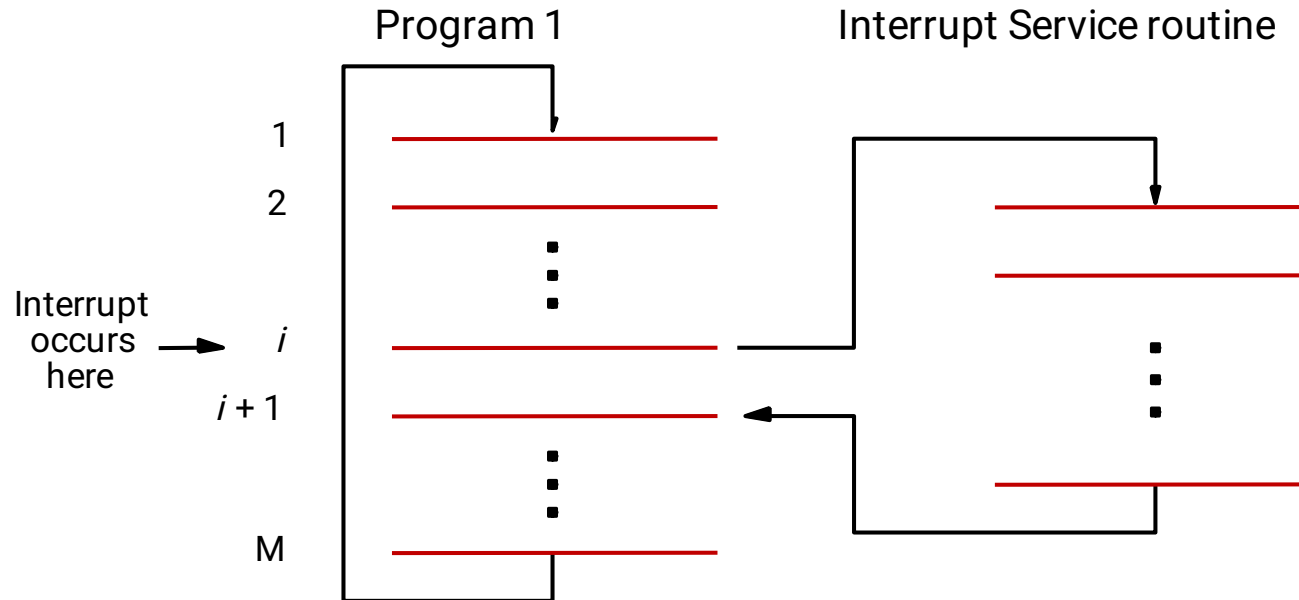 Program 1
Interrupt Service routine
1
2
Interrupt
occurs
here
i
i + 1
M